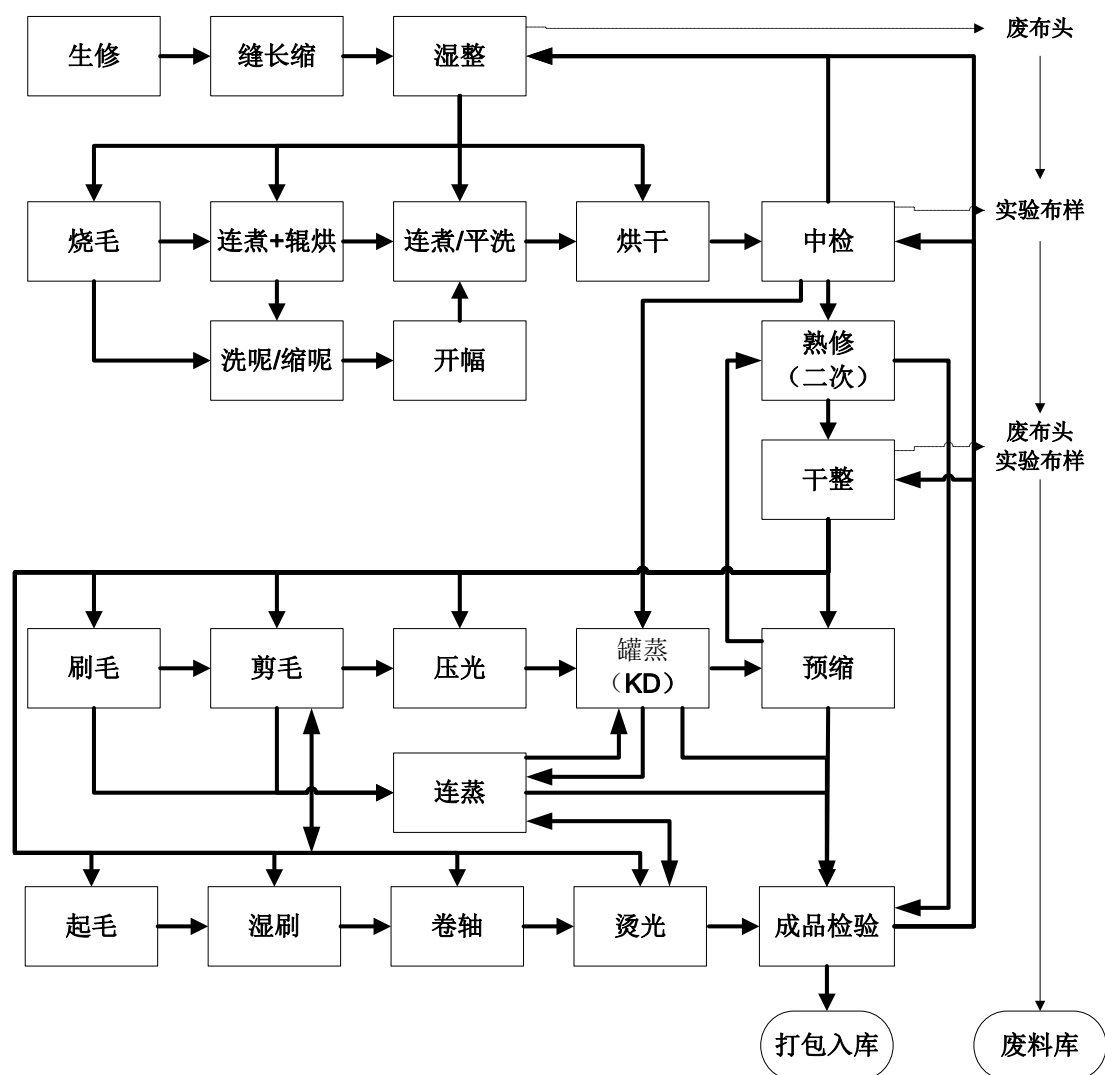 生修
缝长缩
湿整
废布头
烧毛
连煮+辊烘
连煮/平洗
烘干
中检
实验布样
洗呢/缩呢
开幅
熟修
（二次）
干整
废布头
实验布样
刷毛
剪毛
压光
罐蒸
（KD）
预缩
连蒸
起毛
湿刷
卷轴
烫光
成品检验
打包入库
废料库